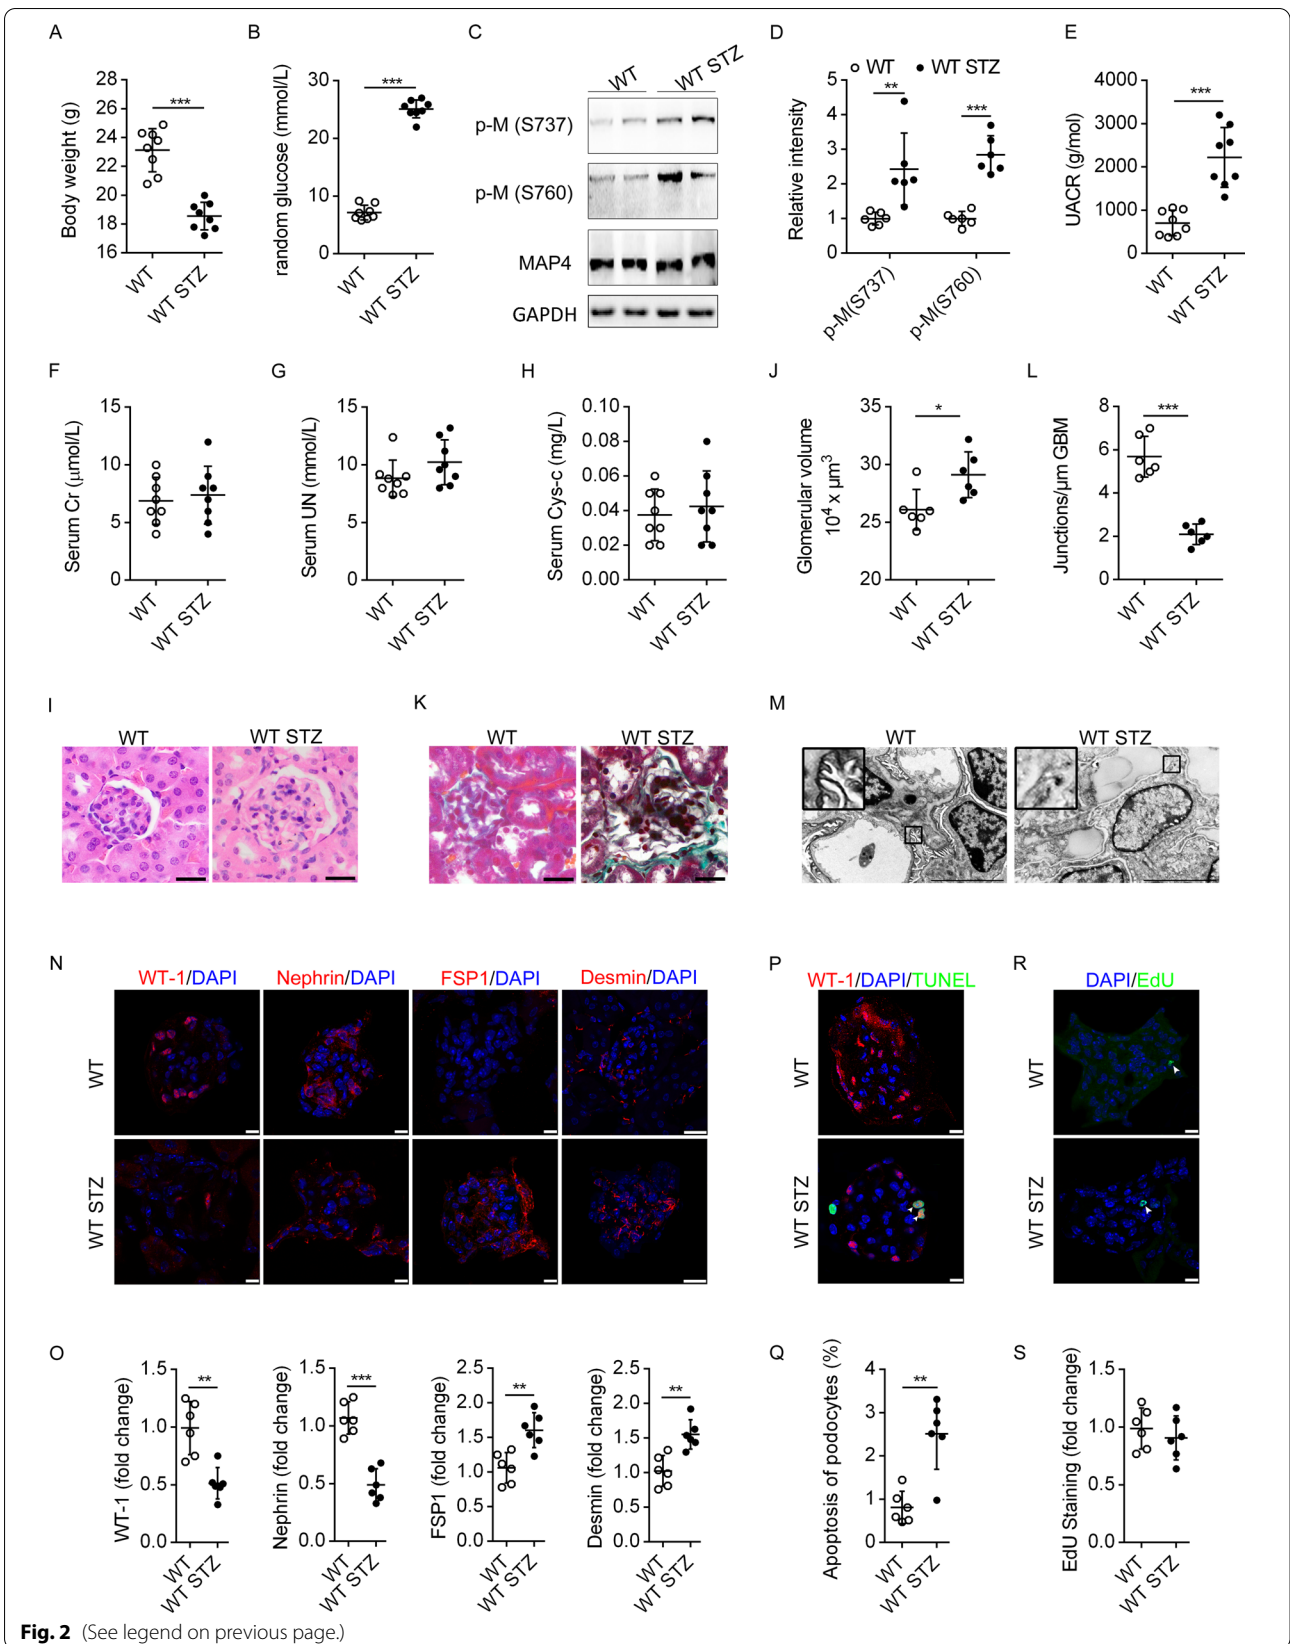 A
Body weight (g)
28
26
24
22
20
18
16
***
WT
WT STZ
B
random glucose (mmol/L)
30
20
10
0
***
WT
WT STZ
C
WT
WT STZ
p-M (S737)
p-M (S760)
MAP4
GAPDH
D
WT
WT STZ
Relative intensity
5
4
3
2
1
0
**
***
p-M(S737)
p-M(S760)
E
UACR (g/mol)
4000
3000
2000
1000
0
***
WT
WT STZ
F
Serum Cr (μmol/L)
15
10
5
0
WT
WT STZ
G
Serum UN (mmol/L)
15
10
5
0
WT
WT STZ
H
Serum Cys-c (mg/L)
0.10
0.08
0.06
0.04
0.02
0.00
WT
WT STZ
J
Glomerular volume
10⁴ x μm³
35
30
25
20
*
WT
WT STZ
L
Junctions/μm GBM
8
6
4
2
0
***
WT
WT STZ
I
WT
WT STZ
K
WT
WT STZ
M
WT
WT STZ
N
WT-1/DAPI
Nephrin/DAPI
FSP1/DAPI
Desmin/DAPI
WT
WT STZ
P
WT-1/DAPI/TUNEL
WT
WT STZ
R
DAPI/EdU
WT
WT STZ
O
WT-1 (fold change)
1.5
1.0
0.5
0.0
**
WT
WT STZ
Nephrin (fold change)
1.5
1.0
0.5
0.0
***
WT
WT STZ
FSP1 (fold change)
2.5
2.0
1.5
1.0
0.5
0.0
**
WT
WT STZ
Desmin (fold change)
2.5
2.0
1.5
1.0
0.5
0.0
**
WT
WT STZ
Q
Apoptosis of podocytes (%)
4
3
2
1
0
**
WT
WT STZ
S
EdU Staining (fold change)
1.5
1.0
0.5
0.0
WT
WT STZ
Fig. 2 (See legend on previous page.)